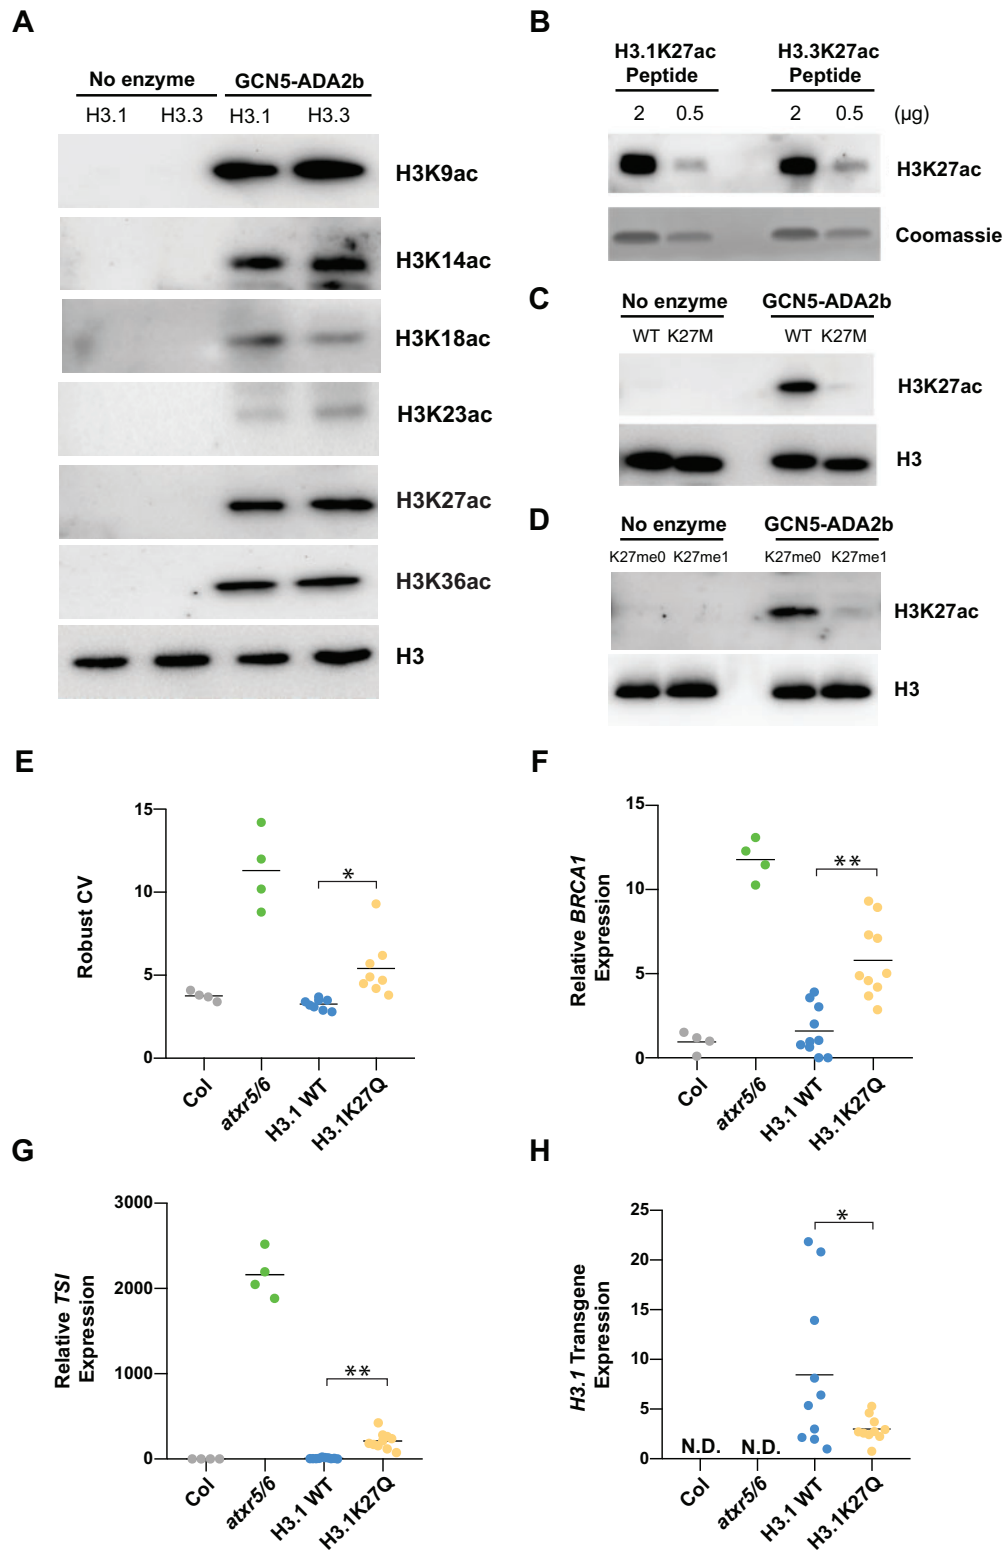 A
No enzyme GCN5-ADA2b
H3.1 H3.3 H3.1 H3.3
H3K9ac
H3K14ac
H3K18ac
H3K23ac
H3K27ac
H3K36ac
H3
B
H3.1K27ac H3.3K27ac
Peptide Peptide
2 0.5 2 0.5 (µg)
H3K27ac
Coomassie
C
No enzyme GCN5-ADA2b
WT K27M WT K27M
H3K27ac
H3
D
No enzyme GCN5-ADA2b
K27me0 K27me1 K27me0 K27me1
H3K27ac
H3
E
Robust CV
15
10
5
0
*
Col
atxr5/6
H3.1 WT
H3.1K27Q
F
Relative BRCA1
Expression
15
10
5
0
**
Col
atxr5/6
H3.1 WT
H3.1K27Q
G
Relative TSI
Expression
3000
2000
1000
0
**
Col
atxr5/6
H3.1 WT
H3.1K27Q
H
H3.1 Transgene
Expression
25
20
15
10
5
0
*
N.D. N.D.
Col
atxr5/6
H3.1 WT
H3.1K27Q